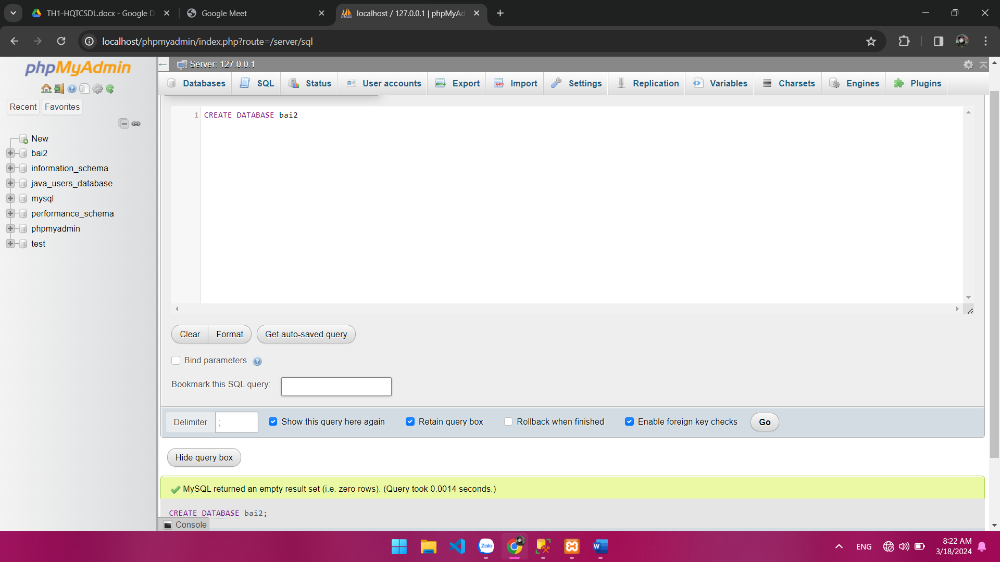 TH1-HQTCSDL.docx - Google D
Google Meet
localhost / 127.0.0.1 | phpMyAd
localhost/phpmyadmin/index.php?route=/server/sql
phpMyAdmin
Server: 127.0.0.1
Databases
SQL
Status
User accounts
Export
Import
Settings
Replication
Variables
Charsets
Engines
Plugins
Recent
Favorites
New
bai2
information_schema
java_users_database
mysql
performance_schema
phpmyadmin
test
1 CREATE DATABASE bai2
Clear
Format
Get auto-saved query
Bind parameters
Bookmark this SQL query:
Delimiter
;
Show this query here again
Retain query box
Rollback when finished
Enable foreign key checks
Go
Hide query box
MySQL returned an empty result set (i.e. zero rows). (Query took 0.0014 seconds.)
CREATE DATABASE bai2;
Console
Zalo
W
ENG
8:22 AM
3/18/2024